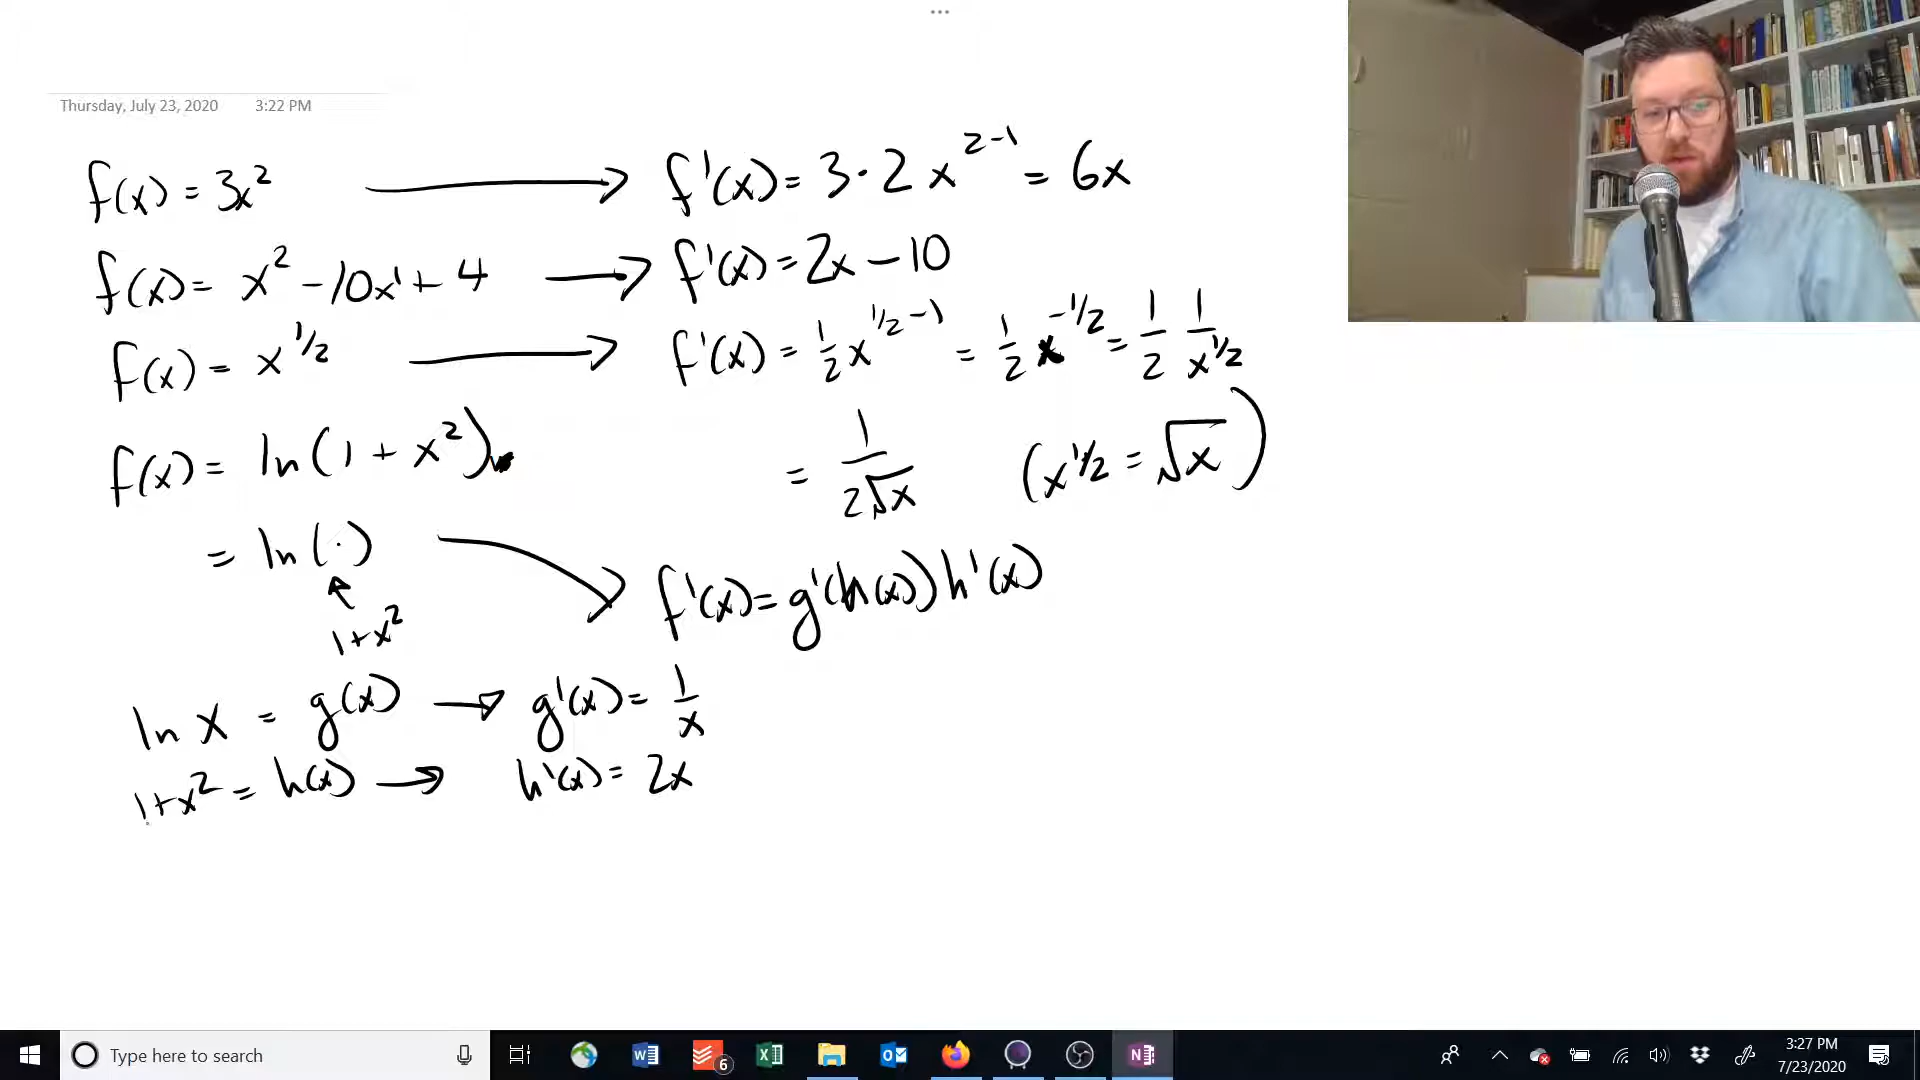 Thursday, July 23, 2020 3:22 PM
f(x) = 3x² → f'(x) = 3·2x²⁻¹ = 6x
f(x) = x² - 10x¹ + 4 → f'(x) = 2x - 10
f(x) = x^1/2 → f'(x) = 1/2 x^1/2-1 = 1/2 x^-1/2 = 1/2 1/x^1/2
f(x) = ln(1 + x²)
= 1/2√x (x^1/2 = √x)
= ln(·) → f'(x) = g'(h(x))h'(x)
1+x²
ln x = g(x) → g'(x) = 1/x
1+x² = h(x) → h'(x) = 2x
Type here to search
6
3:27 PM
7/23/2020